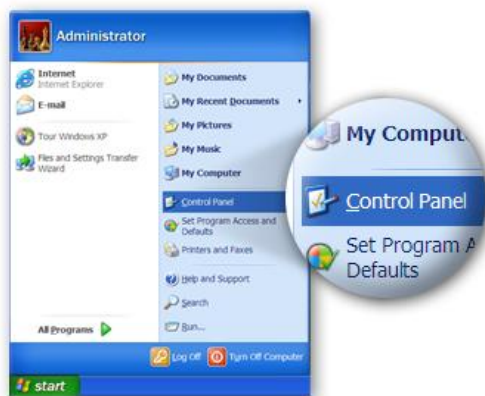 Administrator
Internet
Internet Explorer
E-mail
Tour Windows XP
Files and Settings Transfer
Wizard
All Programs
My Documents
My Recent Documents
My Pictures
My Music
My Computer
Control Panel
Set Program Access and
Defaults
Printers and Faxes
Help and Support
Search
Run...
Log Off
Turn Off Computer
start
My Comput
Control Panel
Set Program A
Defaults